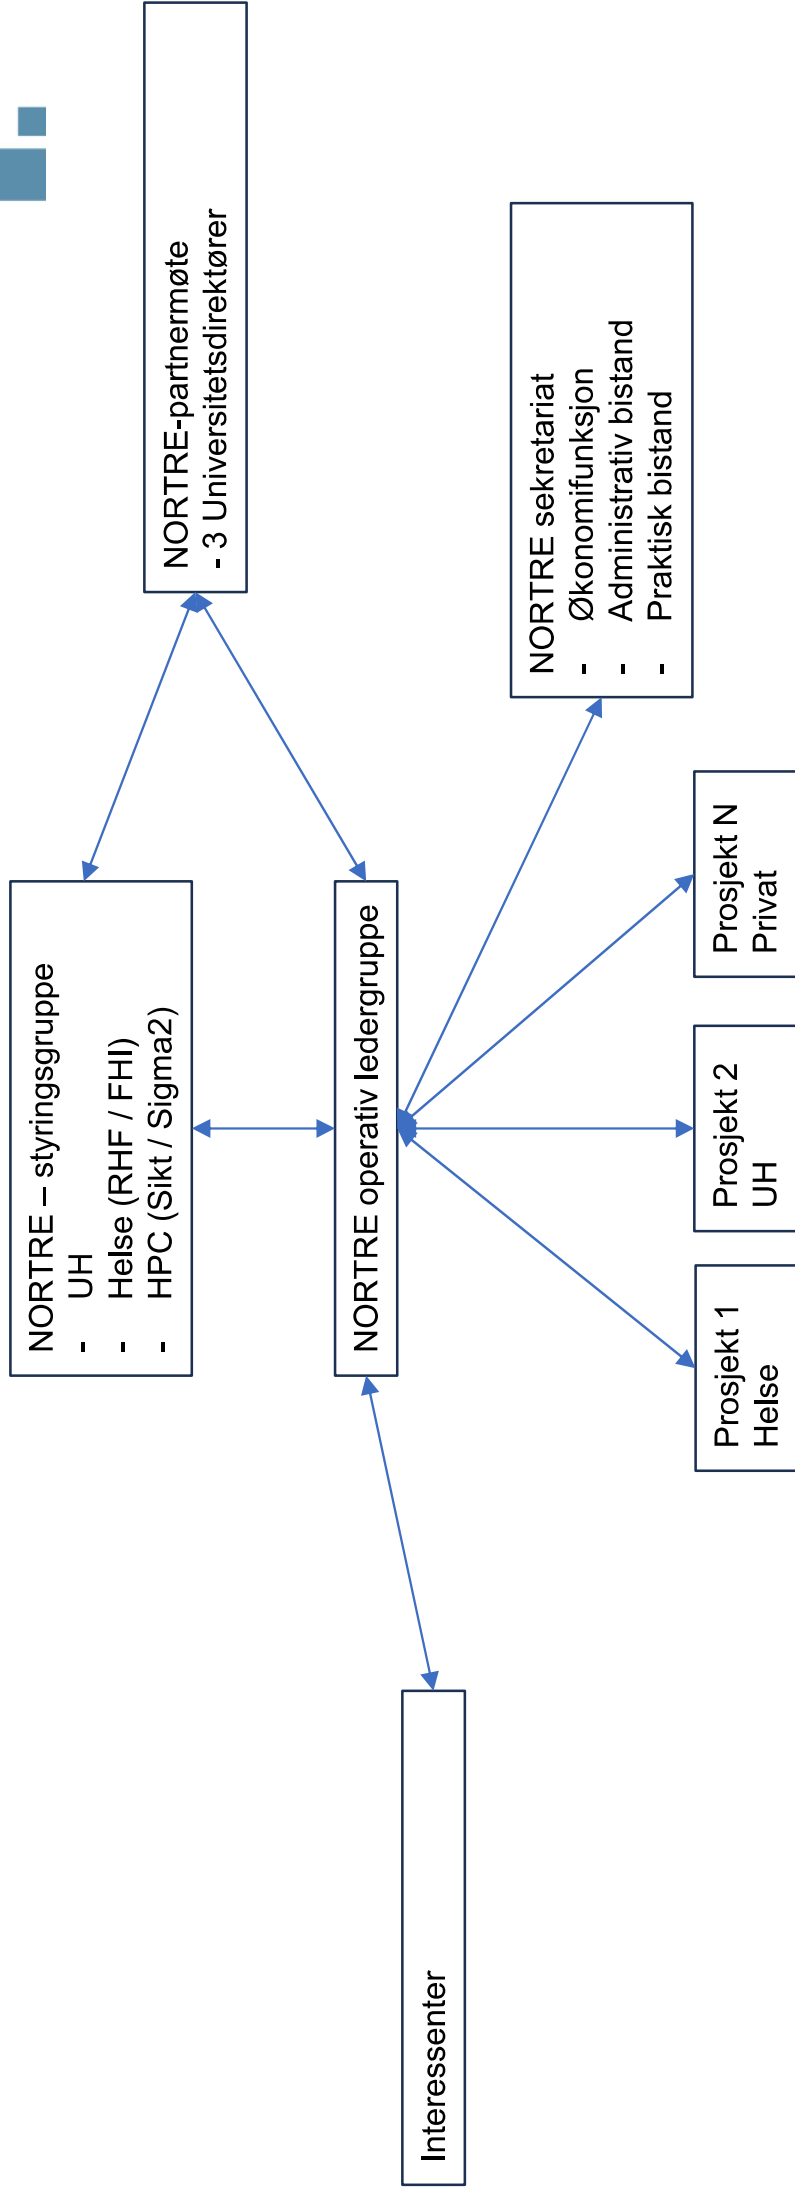 NORTRE – styringsgruppe
- UH
- Helse (RHF / FHI)
- HPC (Sikt / Sigma2)
NORTRE-partnermøte
- 3 Universitetsdirektører
NORTRE operativ ledergruppe
Interessenter
NORTRE sekretariat
- Økonomifunksjon
- Administrativ bistand
- Praktisk bistand
Prosjekt 1
Helse
Prosjekt 2
UH
Prosjekt N
Privat